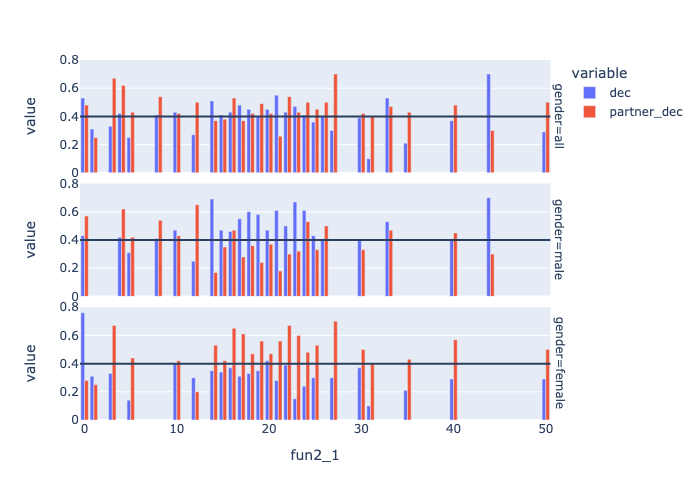 variable
dec
partner_dec
0.8
0.6
0.4
0.2
0
value
gender=all
0.8
0.6
0.4
0.2
0
value
gender=male
0.8
0.6
0.4
0.2
0
value
gender=female
0 10 20 30 40 50
fun2_1